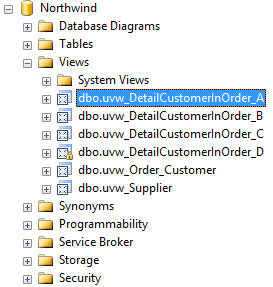 Northwind
Database Diagrams
Tables
Views
System Views
dbo.uvw_DetailCustomerInOrder_A
dbo.uvw_DetailCustomerInOrder_B
dbo.uvw_DetailCustomerInOrder_C
dbo.uvw_DetailCustomerInOrder_D
dbo.uvw_Order_Customer
dbo.uvw_Supplier
Synonyms
Programmability
Service Broker
Storage
Security